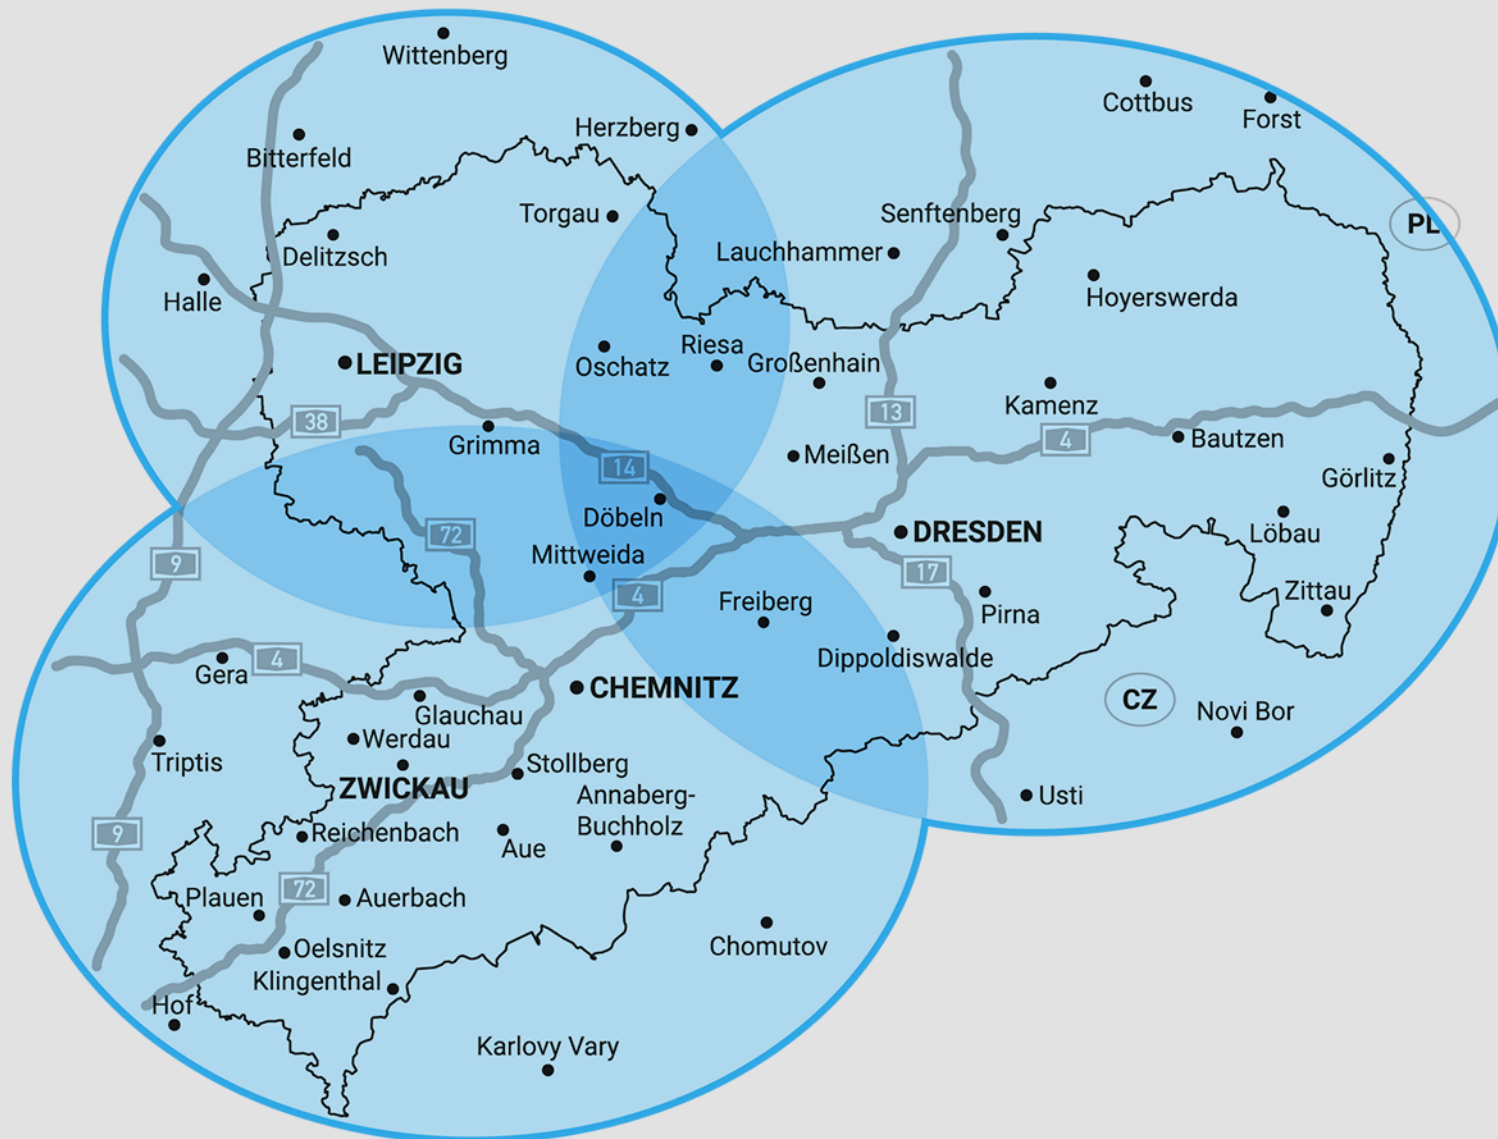 Wittenberg
Cottbus
Forst
Herzberg
Bitterfeld
Torgau
Senftenberg
PL
Delitzsch
Lauchhammer
Halle
Hoyerswerda
Riesa
LEIPZIG
Oschatz
Großenhain
Kamenz
38
13
4
Grimma
Bautzen
Meißen
14
Görlitz
Döbeln
72
DRESDEN
Löbau
Mittweida
9
17
4
Freiberg
Zittau
Pirna
4
Gera
Dippoldiswalde
CHEMNITZ
CZ
Glauchau
Novi Bor
Werdau
Triptis
Stollberg
ZWICKAU
Annaberg-
Buchholz
Usti
9
Reichenbach
Aue
72
Plauen
Auerbach
Oelsnitz
Chomutov
Klingenthal
Hof
Karlovy Vary